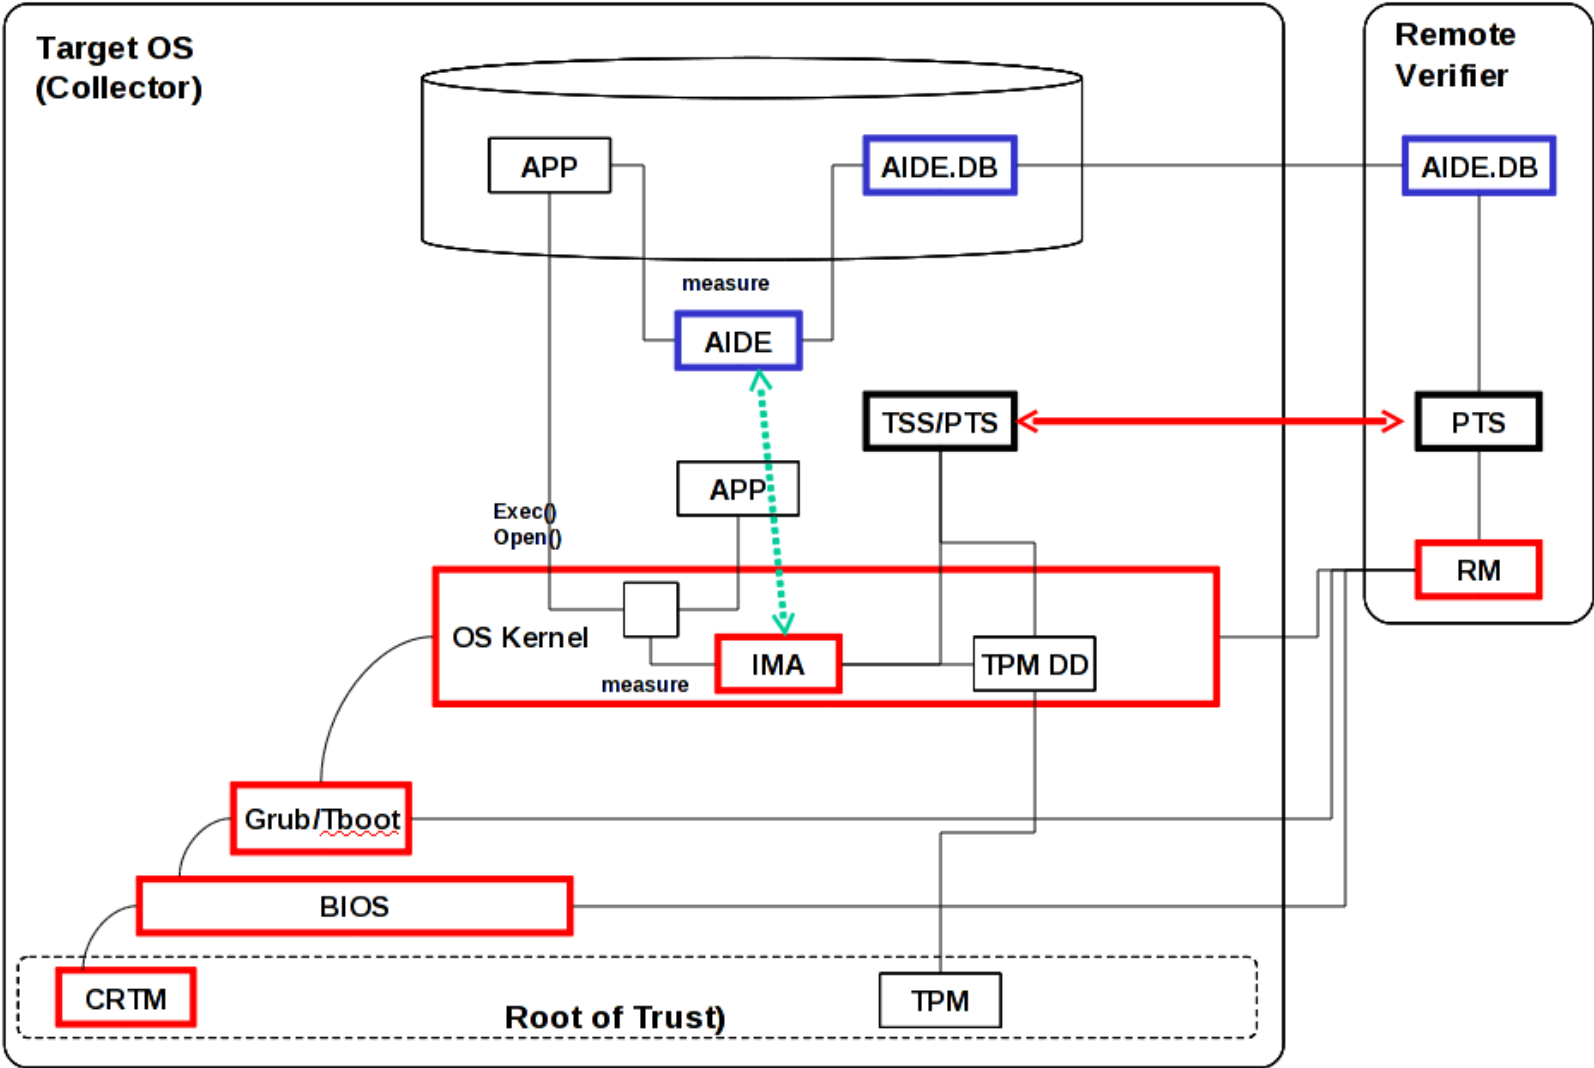 Target OS
(Collector)
Remote
Verifier
APP
AIDE.DB
AIDE.DB
measure
AIDE
TSS/PTS
PTS
APP
Exec()
Open()
RM
OS Kernel
IMA
TPM DD
measure
Grub/Tboot
BIOS
CRTM
Root of Trust)
TPM